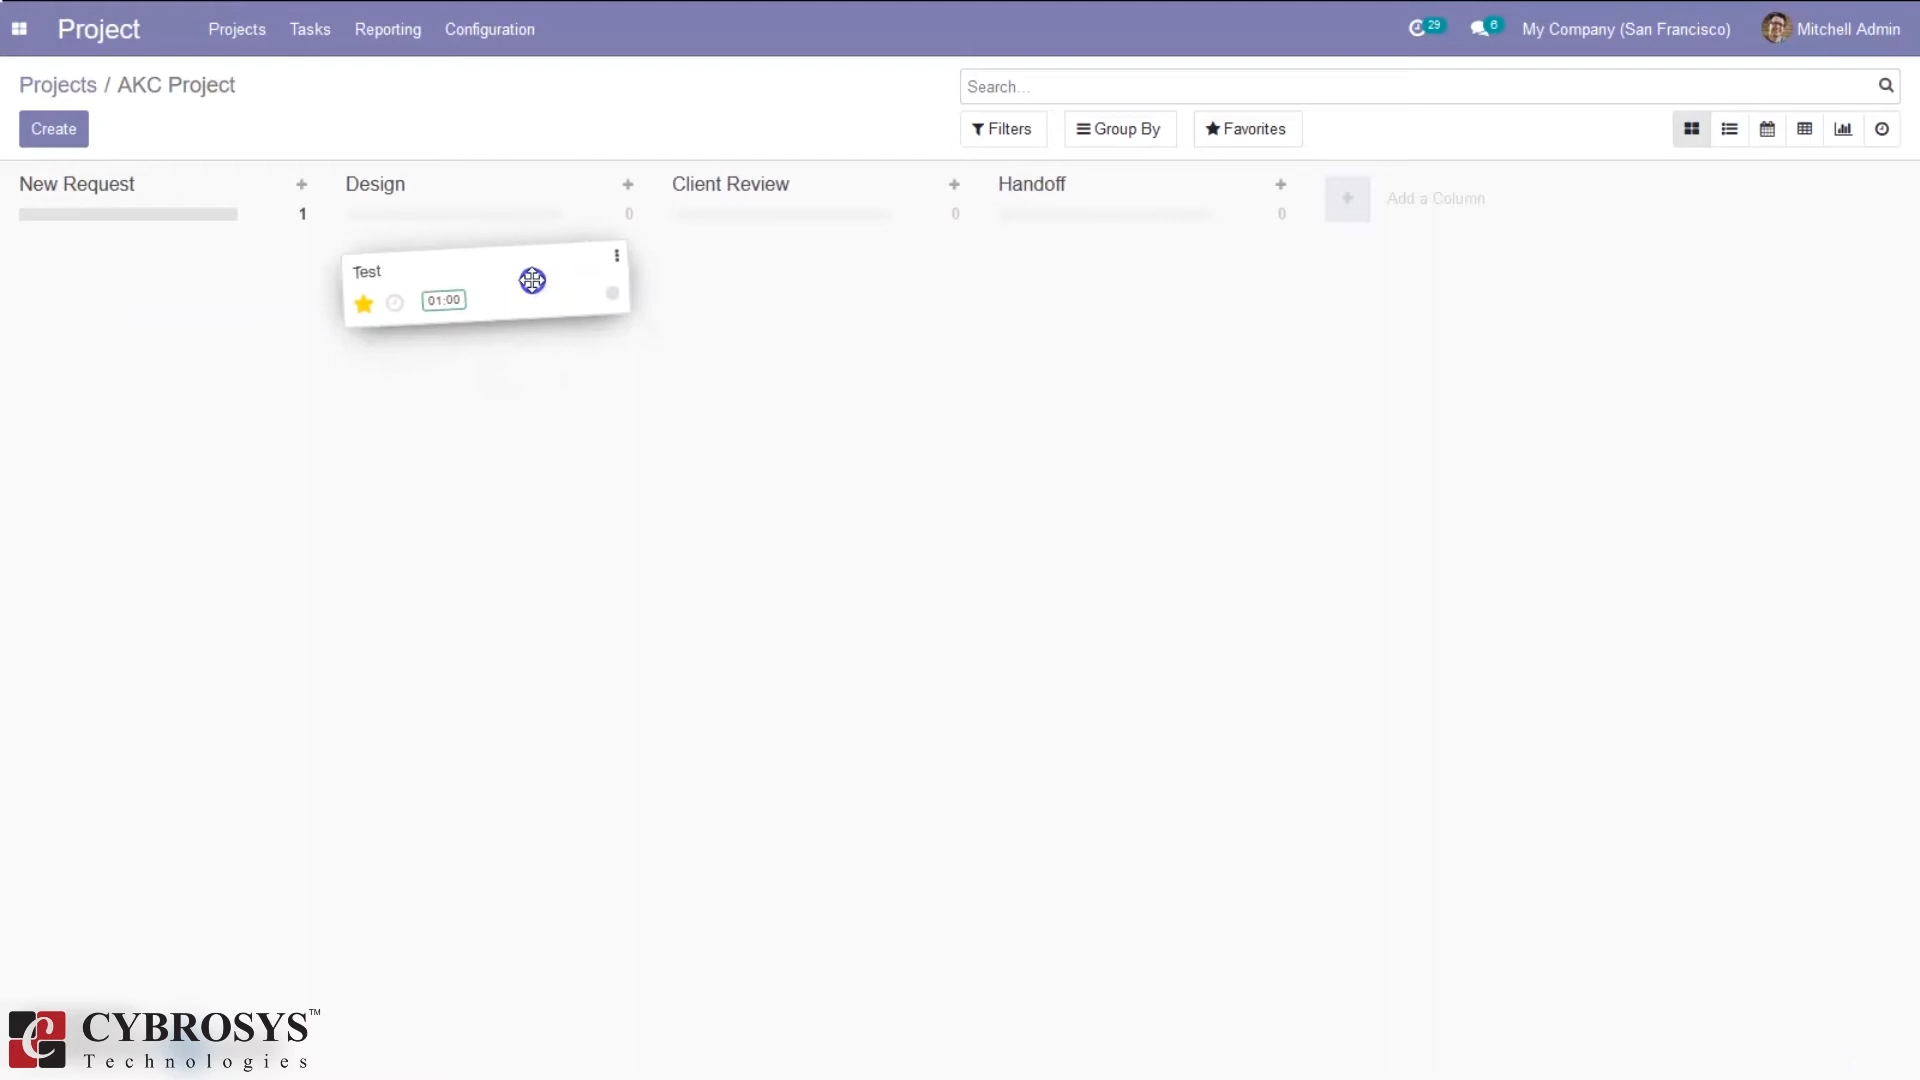 Project Projects Tasks Reporting Configuration 29 6 My Company (San Francisco) Mitchell Admin
Projects / AKC Project
Search...
Create
Filters Group By Favorites
New Request Design Client Review Handoff
1 0 0 0
Add a Column
Test
01:00
CYBROSYS™
Technologies